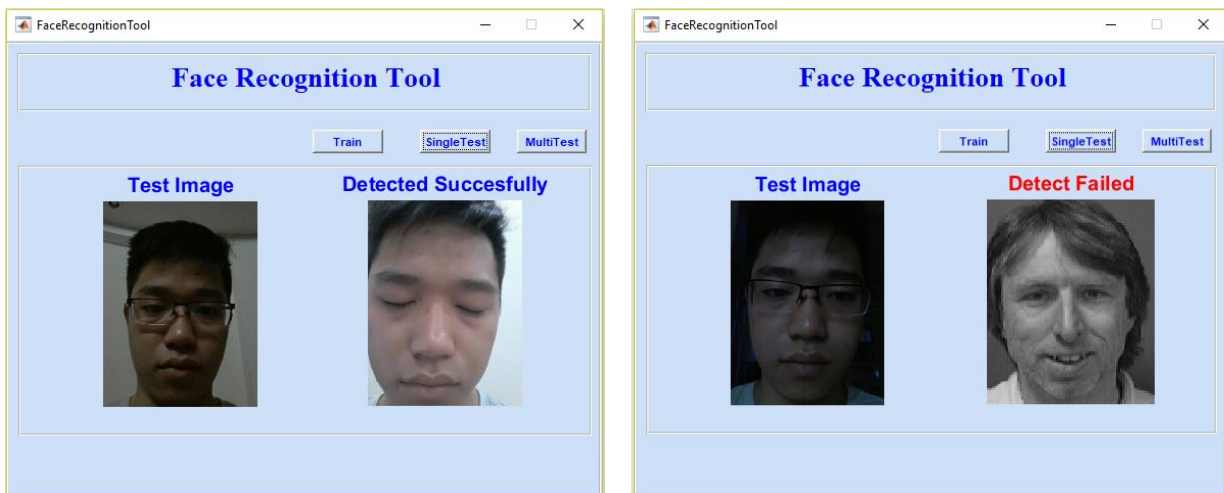 FaceRecognitionTool
Face Recognition Tool
Train SingleTest MultiTest
Test Image Detected Succesfully
FaceRecognitionTool
Face Recognition Tool
Train SingleTest MultiTest
Test Image Detect Failed